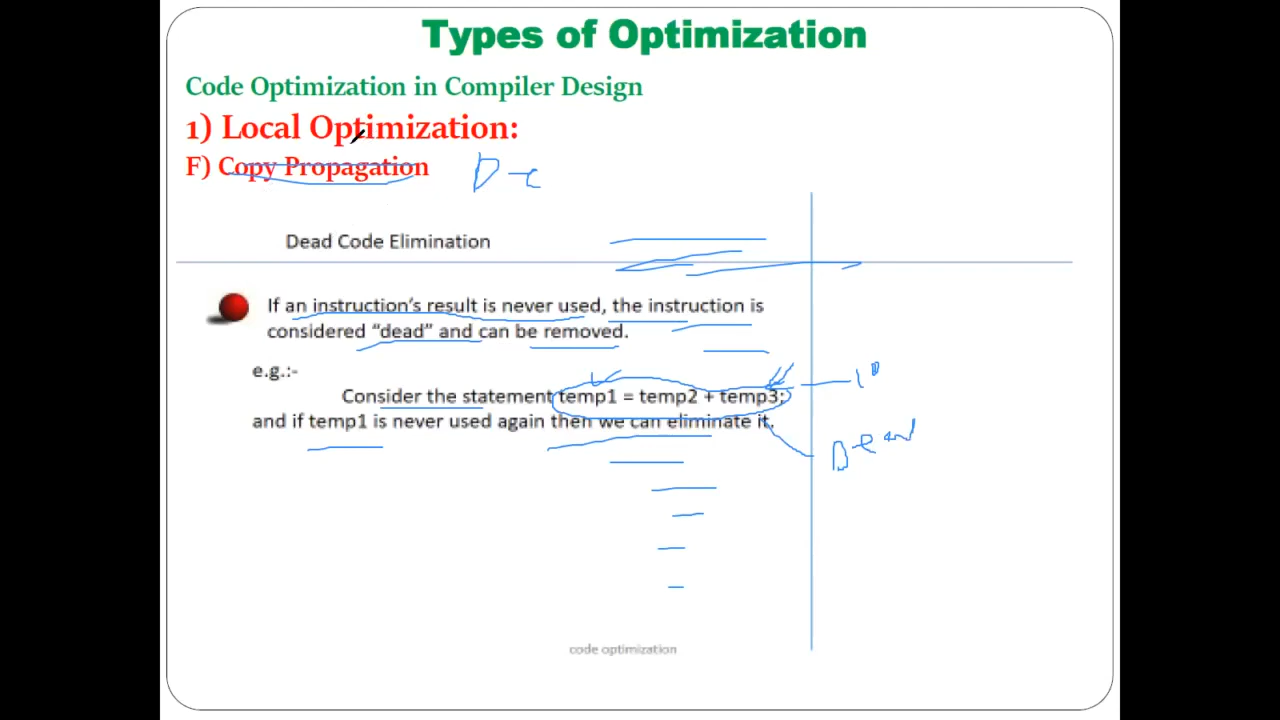 Types of Optimization
Code Optimization in Compiler Design
1) Local Optimization:
F) Copy Propagation
Dead Code Elimination
If an instruction's result is never used, the instruction is
considered "dead" and can be removed.
e.g.:-
Consider the statement temp1 = temp2 + temp3;
and if temp1 is never used again then we can eliminate it.
Dead
code optimization